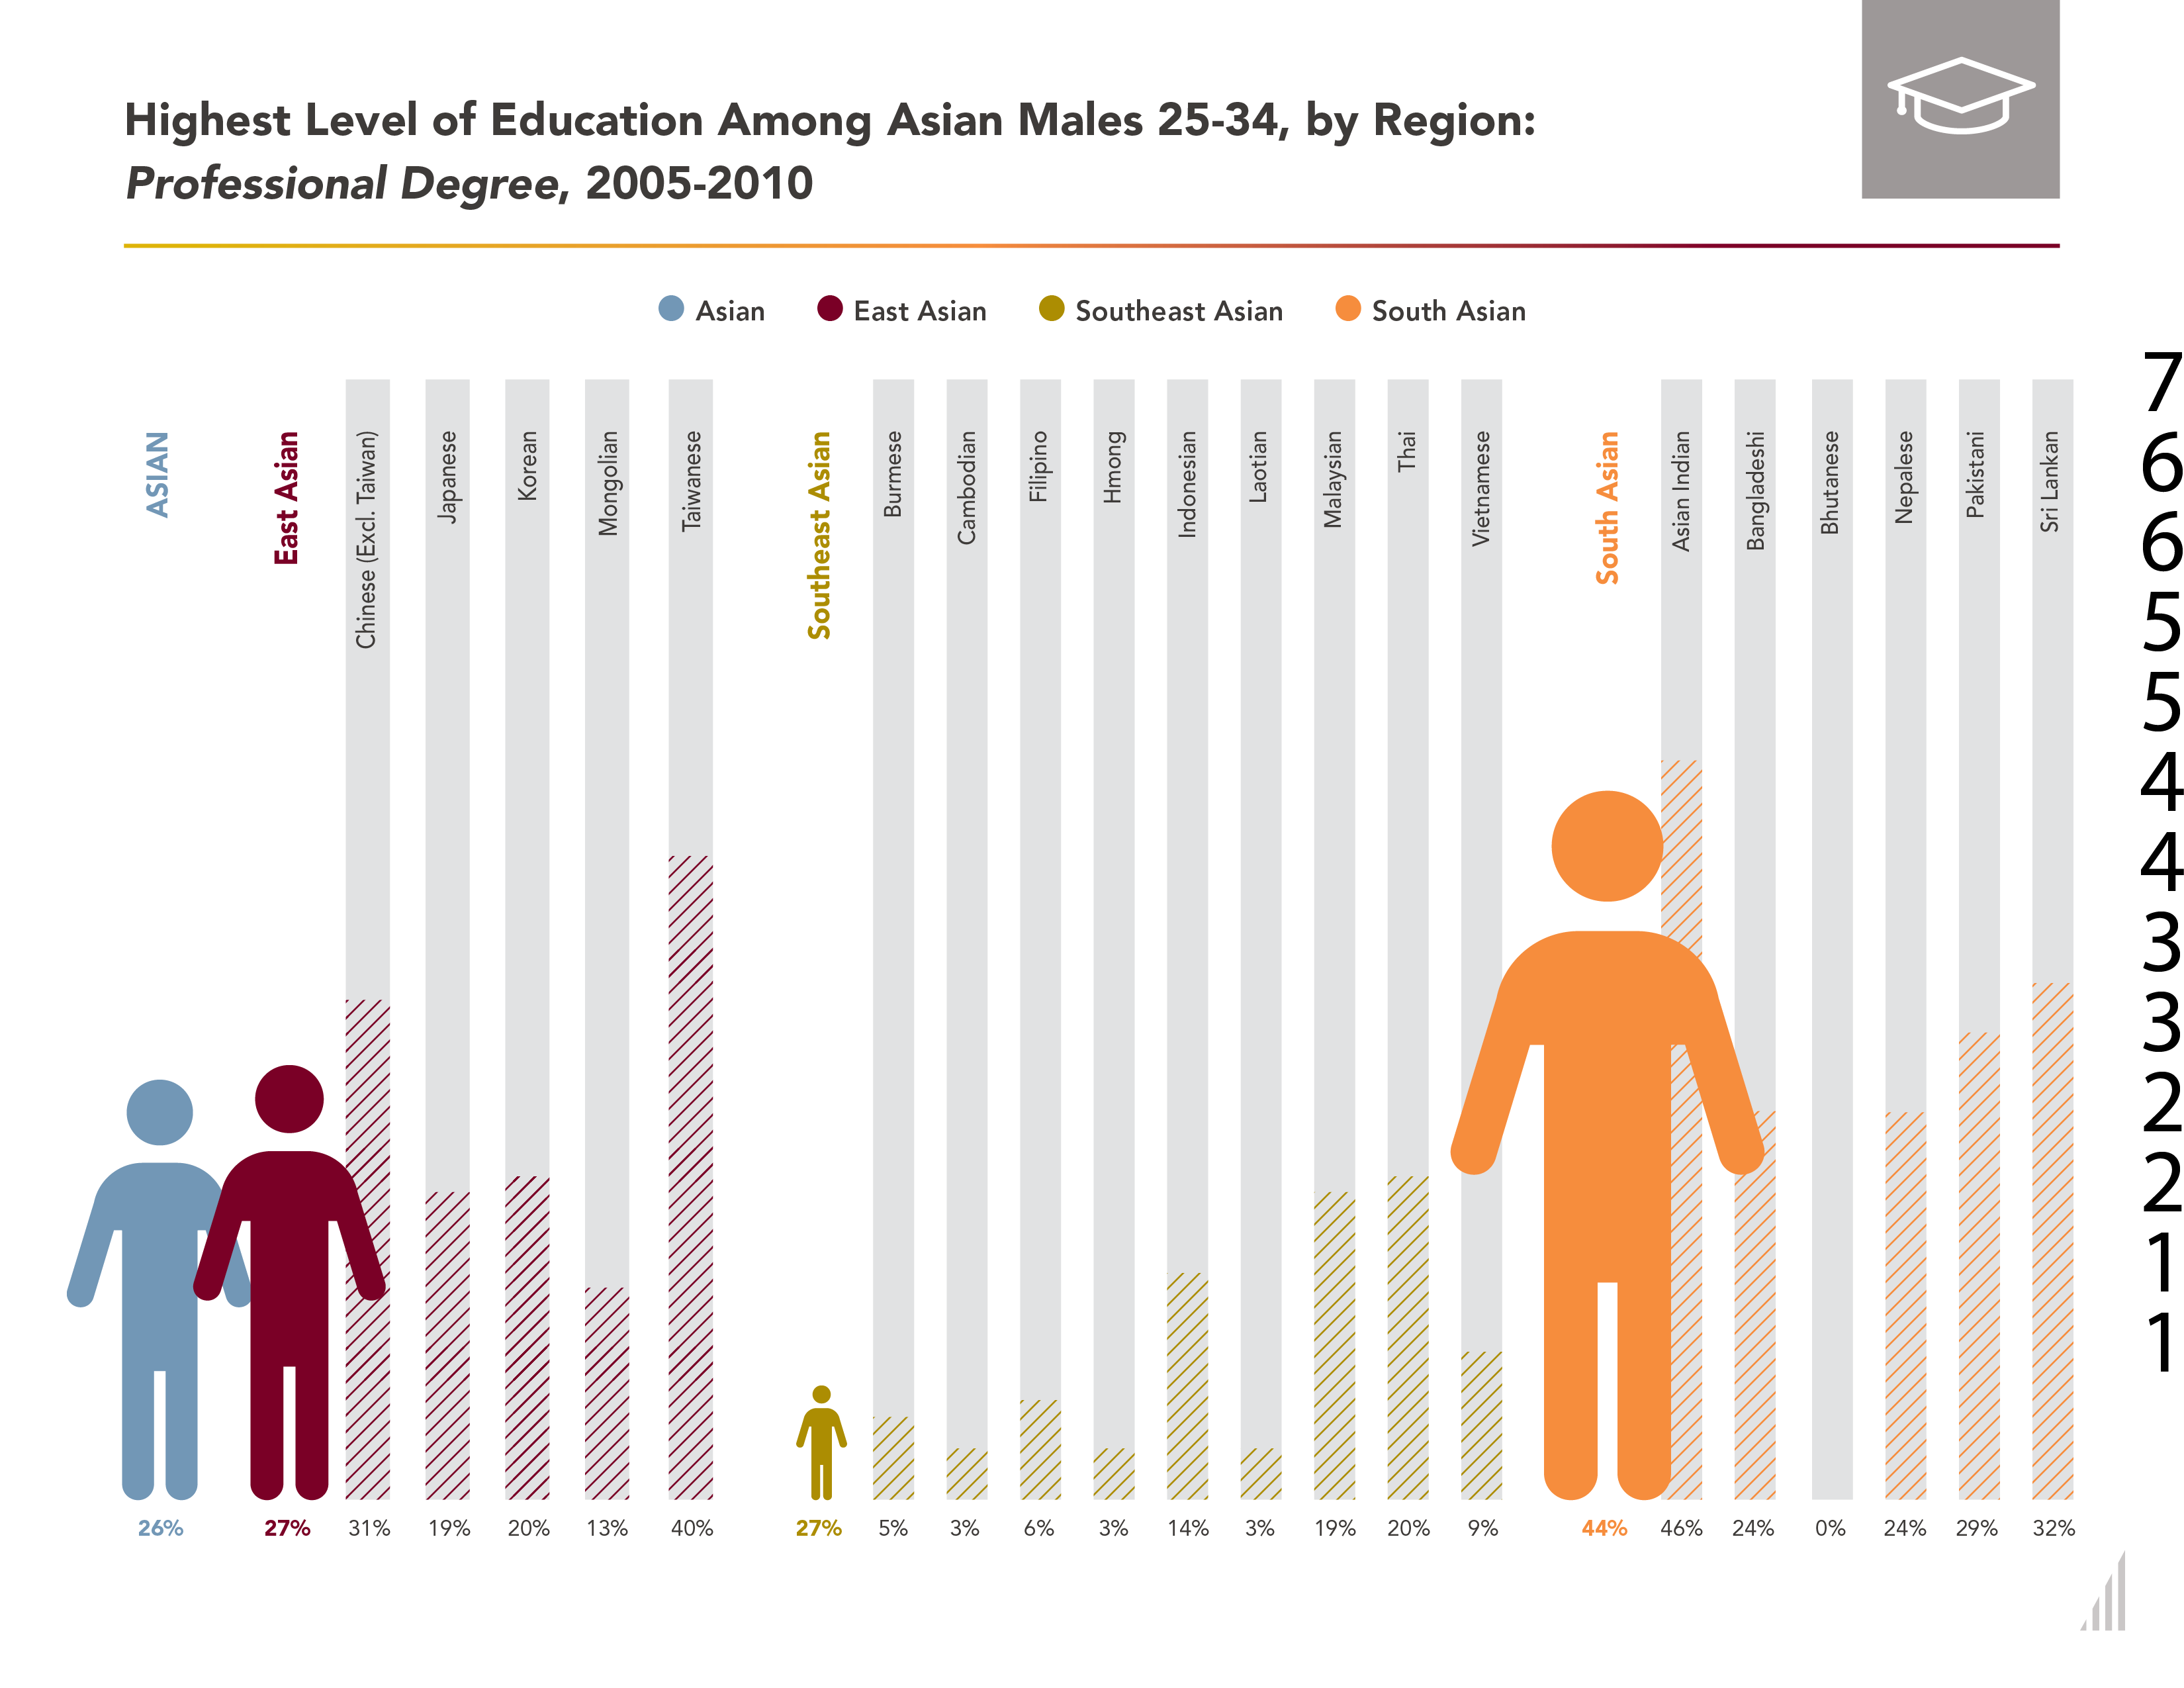 Highest Level of Education Among Asian Males 25-34, by Region:
Professional Degree, 2005-2010
Asian
East Asian
Southeast Asian
South Asian
ASIAN
East Asian
Chinese (Excl. Taiwan)
Japanese
Korean
Mongolian
Taiwanese
Southeast Asian
Burmese
Cambodian
Filipino
Hmong
Indonesian
Laotian
Malaysian
Thai
Vietnamese
South Asian
Asian Indian
Bangladeshi
Bhutanese
Nepalese
Pakistani
Sri Lankan
7
6
6
5
5
4
4
3
3
2
2
1
1
26%
27%
31%
19%
20%
13%
40%
27%
5%
3%
6%
3%
14%
3%
19%
20%
9%
44%
46%
24%
0%
24%
29%
32%